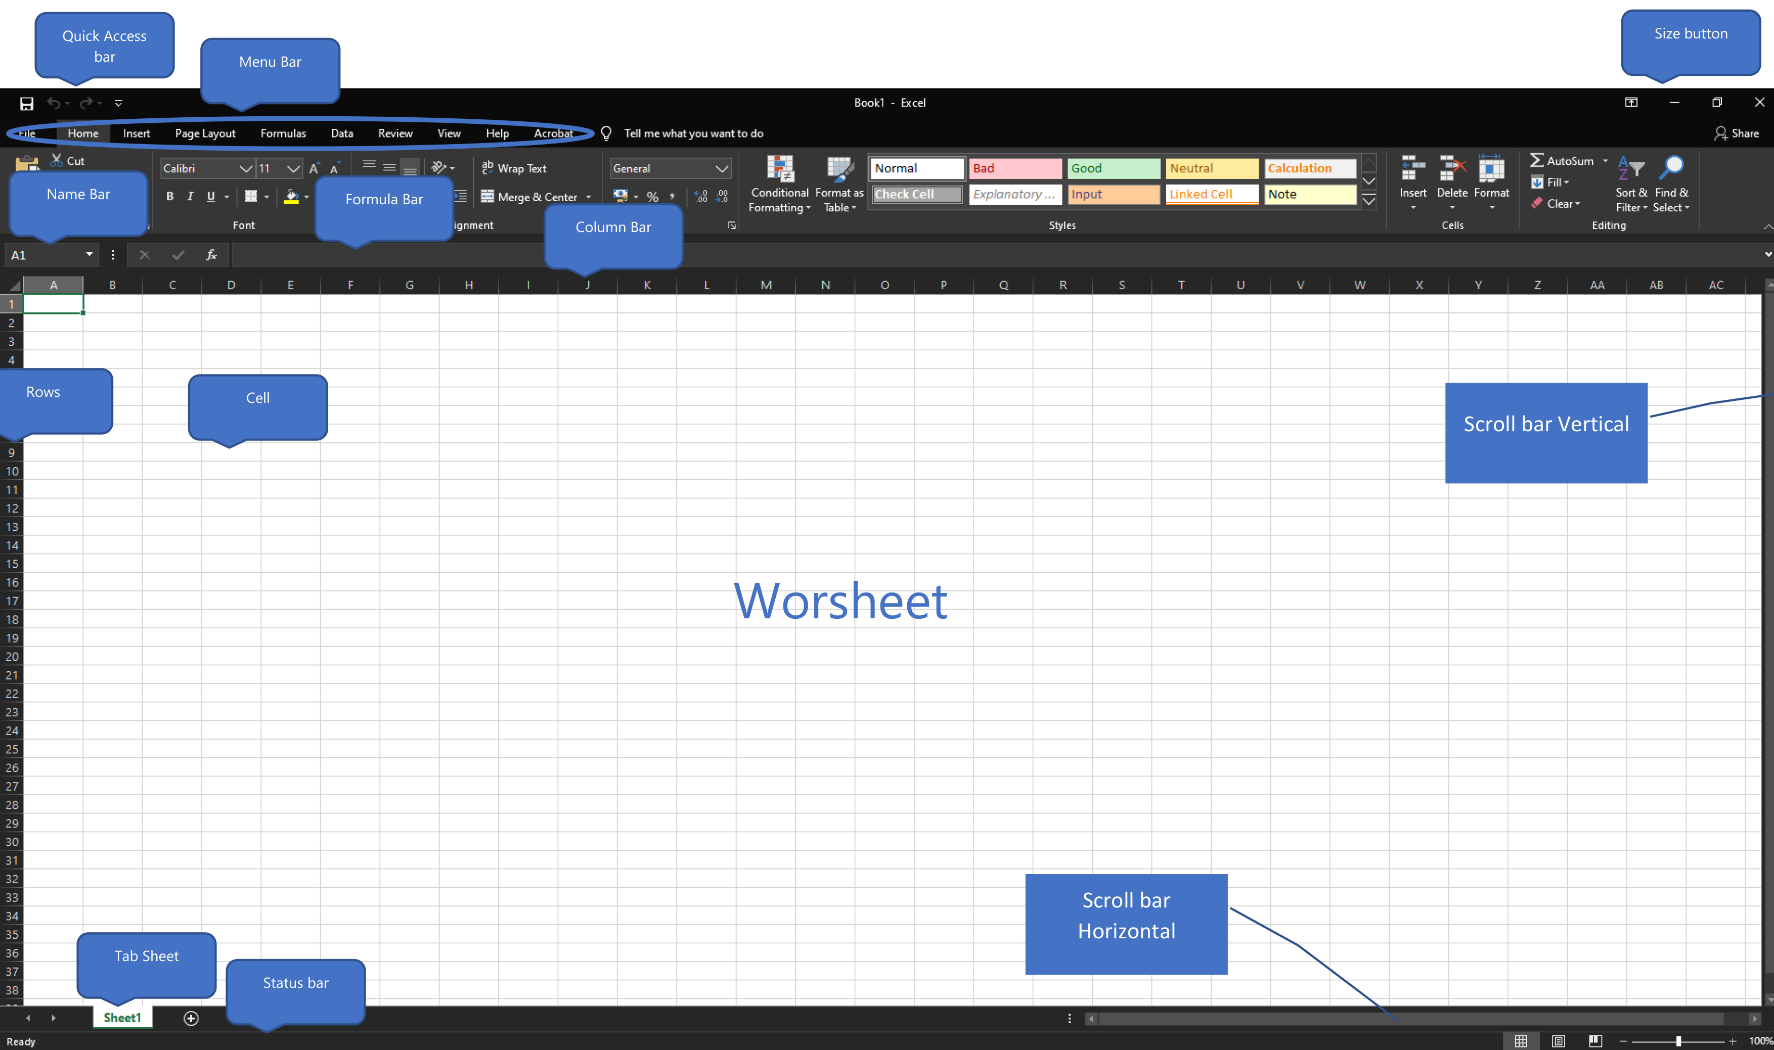 Quick Access
bar
Menu Bar
Size button
Book1 - Excel
File Home Insert Page Layout Formulas Data Review View Help Acrobat Tell me what you want to do Share
Cut
Calibri 11
Wrap Text
General
Normal Bad Good Neutral Calculation
Check Cell Explanatory ... Input Linked Cell Note
Conditional
Formatting
Format as
Table
Insert Delete Format
AutoSum
Fill
Clear
Sort &
Filter
Find &
Select
Name Bar
B I U
Formula Bar
Merge & Center
%
Column Bar
Font
Styles
Cells
Editing
A1
fx
A B C D E F G H I J K L M N O P Q R S T U V W X Y Z AA AB AC
1
2
3
4
Rows
Cell
Scroll bar Vertical
9
10
11
12
13
14
15
16
17
18
Worsheet
19
20
21
22
23
24
25
26
27
28
29
30
31
32
33
34
35
36
37
38
Scroll bar
Horizontal
Tab Sheet
Status bar
Sheet1
Ready
100%